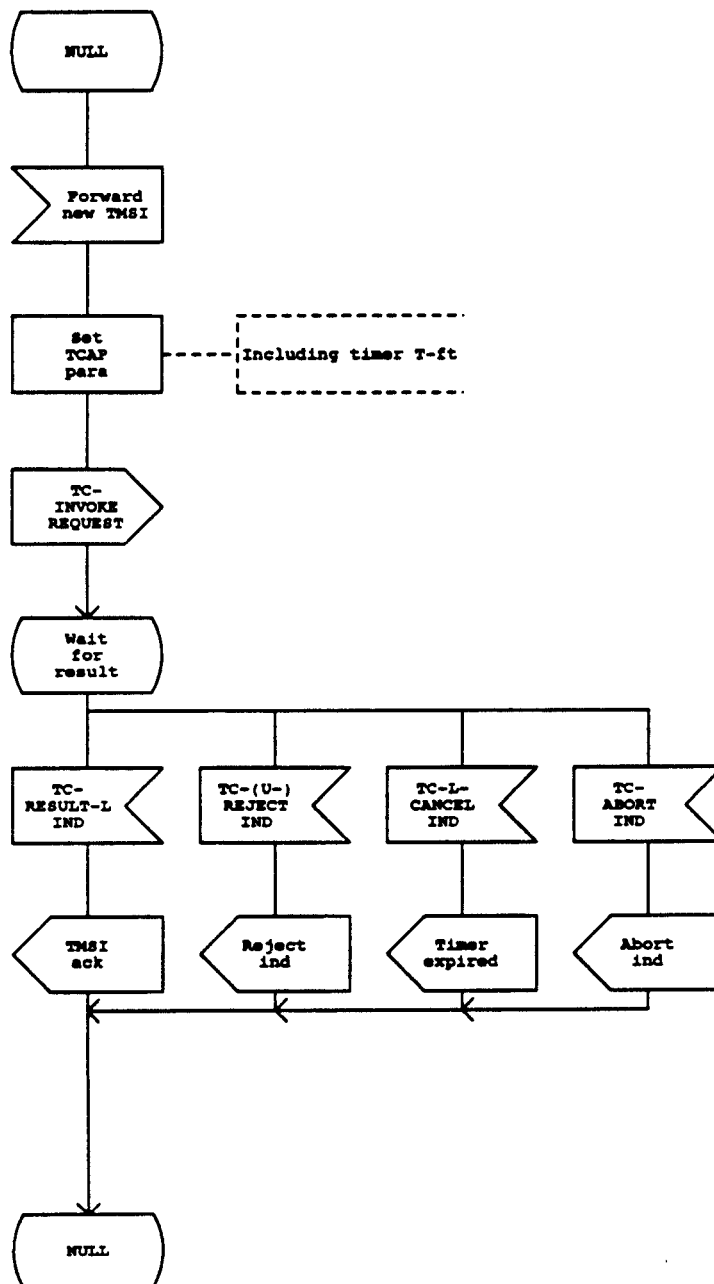 NULL
Forward
new TMSI
Set
TCAP
para
Including timer T-ft
TC-
INVOKE
REQUEST
Wait
for
result
TC-
RESULT-L
IND
TC-(U-)
REJECT
IND
TC-L-
CANCEL
IND
TC-
ABORT
IND
TMSI
ack
Reject
ind
Timer
expired
Abort
ind
NULL